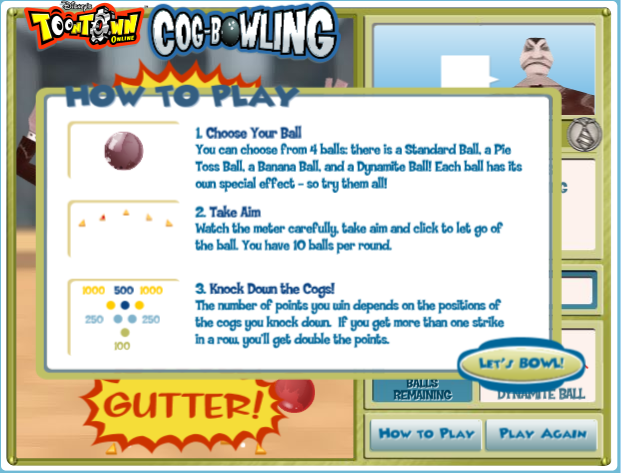 Disney's
TOONTOWN
ONLINE
COG-BOWLING
HOW TO PLAY
1. Choose Your Ball
You can choose from 4 balls: there is a Standard Ball, a Pie
Toss Ball, a Banana Ball, and a Dynamite Ball! Each ball has its
own special effect - so try them all!
2. Take Aim
Watch the meter carefully, take aim and click to let go of
the ball. You have 10 balls per round.
1000 500 1000
250 250
100
3. Knock Down the Cogs!
The number of points you win depends on the positions of
the cogs you knock down. If you get more than one strike
in a row, you'll get double the points.
LET'S BOWL!
GUTTER!
BALLS
REMAINING
DYNAMITE BALL
HOW TO PLAY
PLAY AGAIN